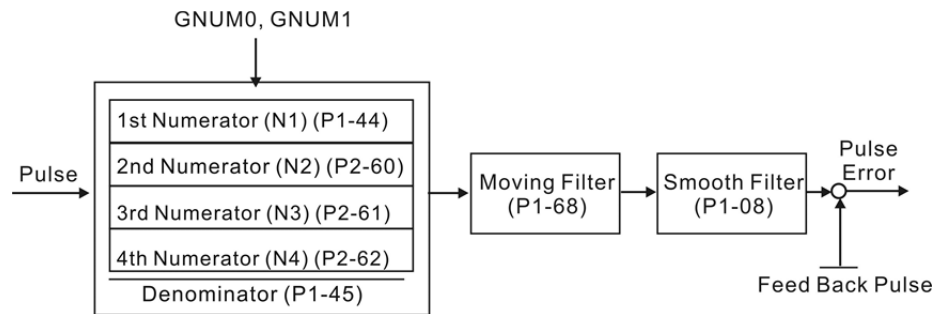 GNUM0, GNUM1
Pulse
1st Numerator (N1) (P1-44)
2nd Numerator (N2) (P2-60)
3rd Numerator (N3) (P2-61)
4th Numerator (N4) (P2-62)
Denominator (P1-45)
Moving Filter
(P1-68)
Smooth Filter
(P1-08)
Pulse
Error
Feed Back Pulse